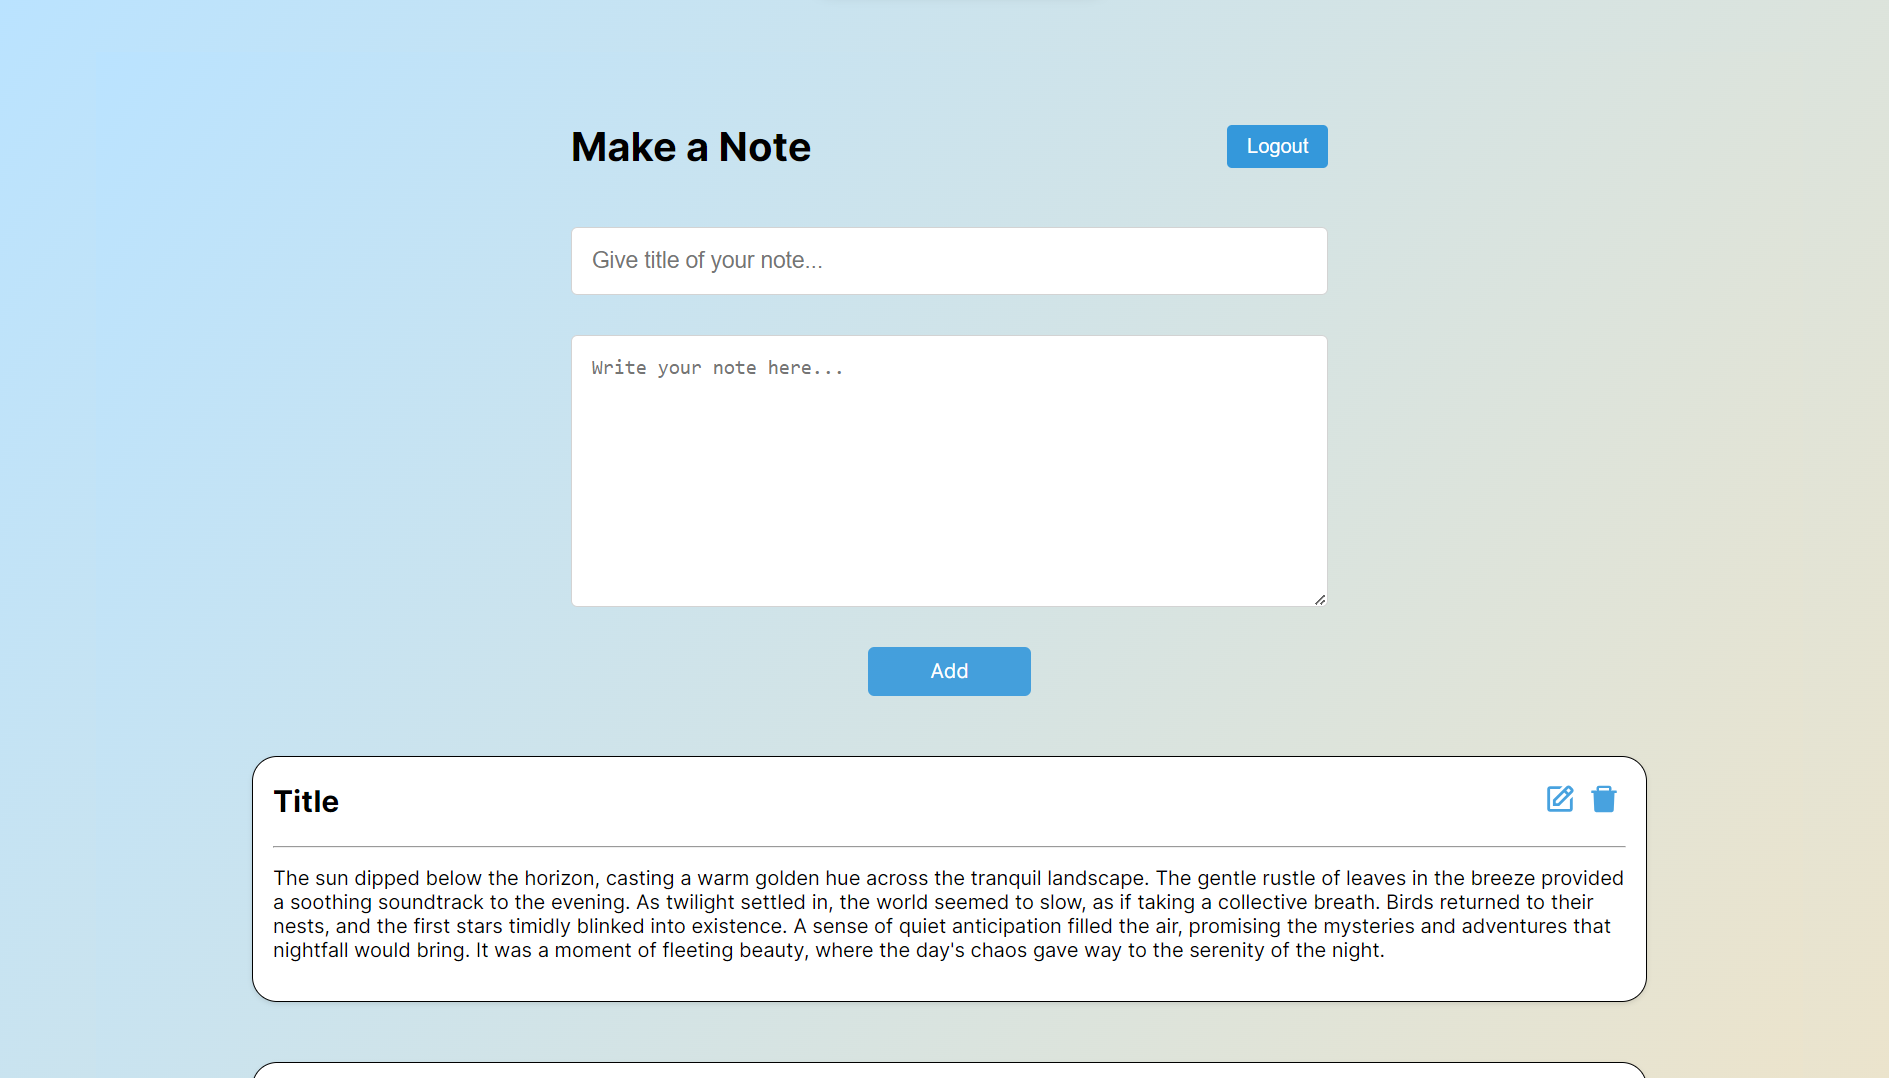 Make a Note
Logout
Give title of your note...
Write your note here...
Add
Title
The sun dipped below the horizon, casting a warm golden hue across the tranquil landscape. The gentle rustle of leaves in the breeze provided
a soothing soundtrack to the evening. As twilight settled in, the world seemed to slow, as if taking a collective breath. Birds returned to their
nests, and the first stars timidly blinked into existence. A sense of quiet anticipation filled the air, promising the mysteries and adventures that
nightfall would bring. It was a moment of fleeting beauty, where the day's chaos gave way to the serenity of the night.